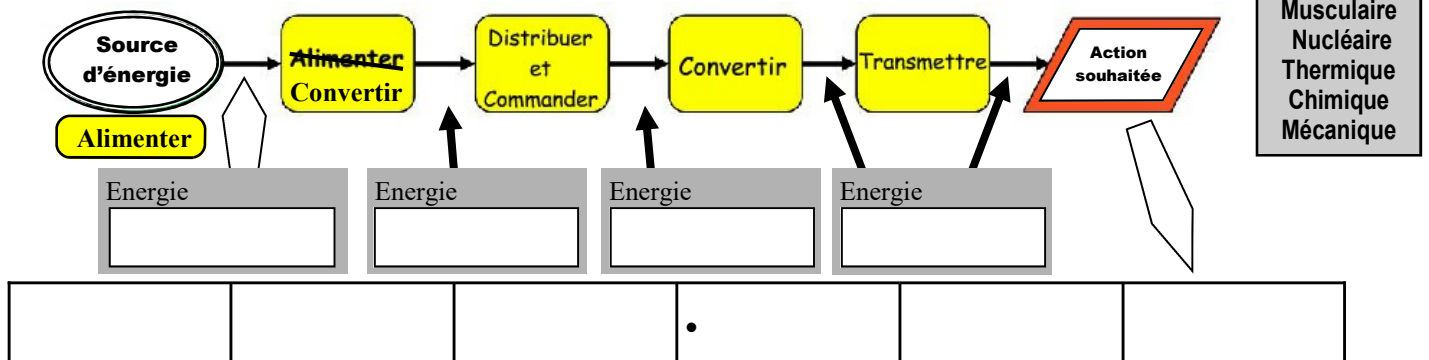 Source
d'énergie
Alimenter
Alimenter
Convertir
Distribuer
et
Commander
Convertir
Transmettre
Action
souhaitée
Musculaire
Nucléaire
Thermique
Chimique
Mécanique
Energie
Energie
Energie
Energie
•